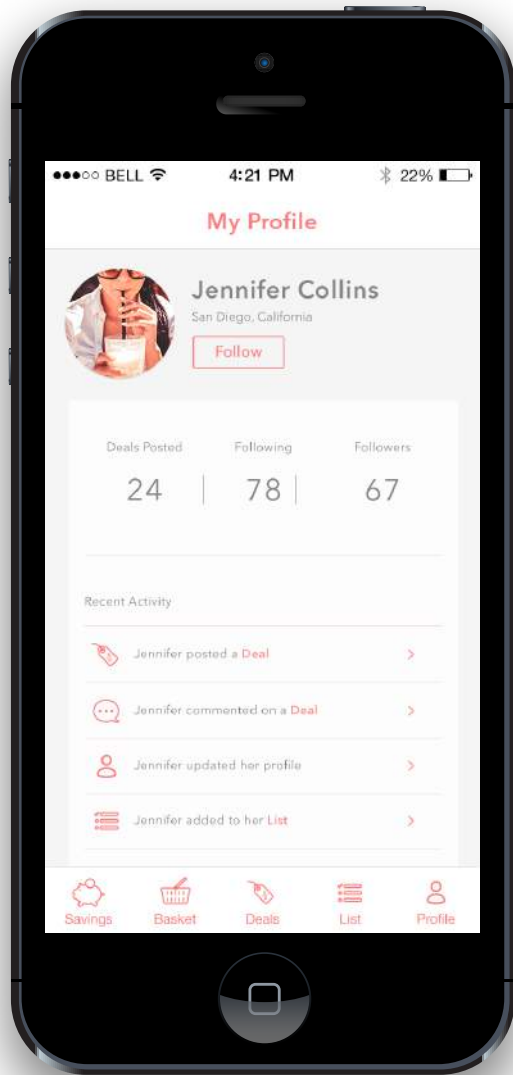 BELL 4:21 PM 22%
My Profile
Jennifer Collins
San Diego, California
Follow
Deals Posted Following Followers
24 78 67
Recent Activity
Jennifer posted a Deal
Jennifer commented on a Deal
Jennifer updated her profile
Jennifer added to her List
Savings Basket Deals List Profile